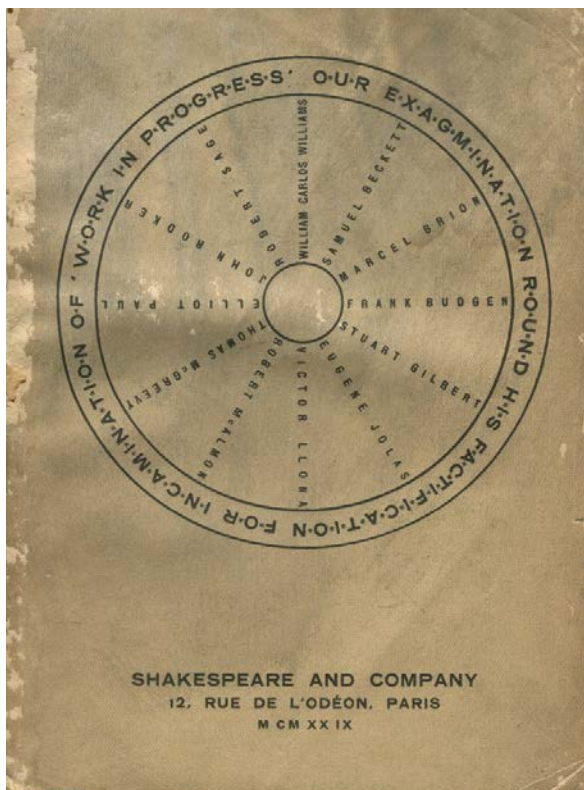 OUR EXAGMINATION ROUND HIS FACTIFICATION FOR INCAMINATION OF 'WORK IN PROGRESS'
WILLIAM CARLOS WILLIAMS
SAMUEL BECKETT
MARCEL BRION
FRANK BUDGEN
STUART GILBERT
EUGENE JOLAS
VICTOR LLONA
ROBERT McALMON
THOMAS McGREEVY
ELLIOT PAUL
JOHN RODKER
ROBERT SAGE
SHAKESPEARE AND COMPANY
12, RUE DE L'ODÉON, PARIS
M CM XX IX